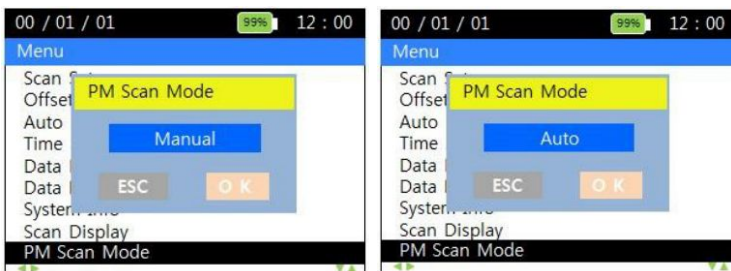 00 / 01 / 01 99% 12 : 00
Menu
Scan
Offset
PM Scan Mode
Auto
Time
Manual
Data
Data
ESC O K
System Info
Scan Display
PM Scan Mode
00 / 01 / 01 99% 12 : 00
Menu
Scan
Offset
PM Scan Mode
Auto
Time
Auto
Data
Data
ESC O K
System Info
Scan Display
PM Scan Mode